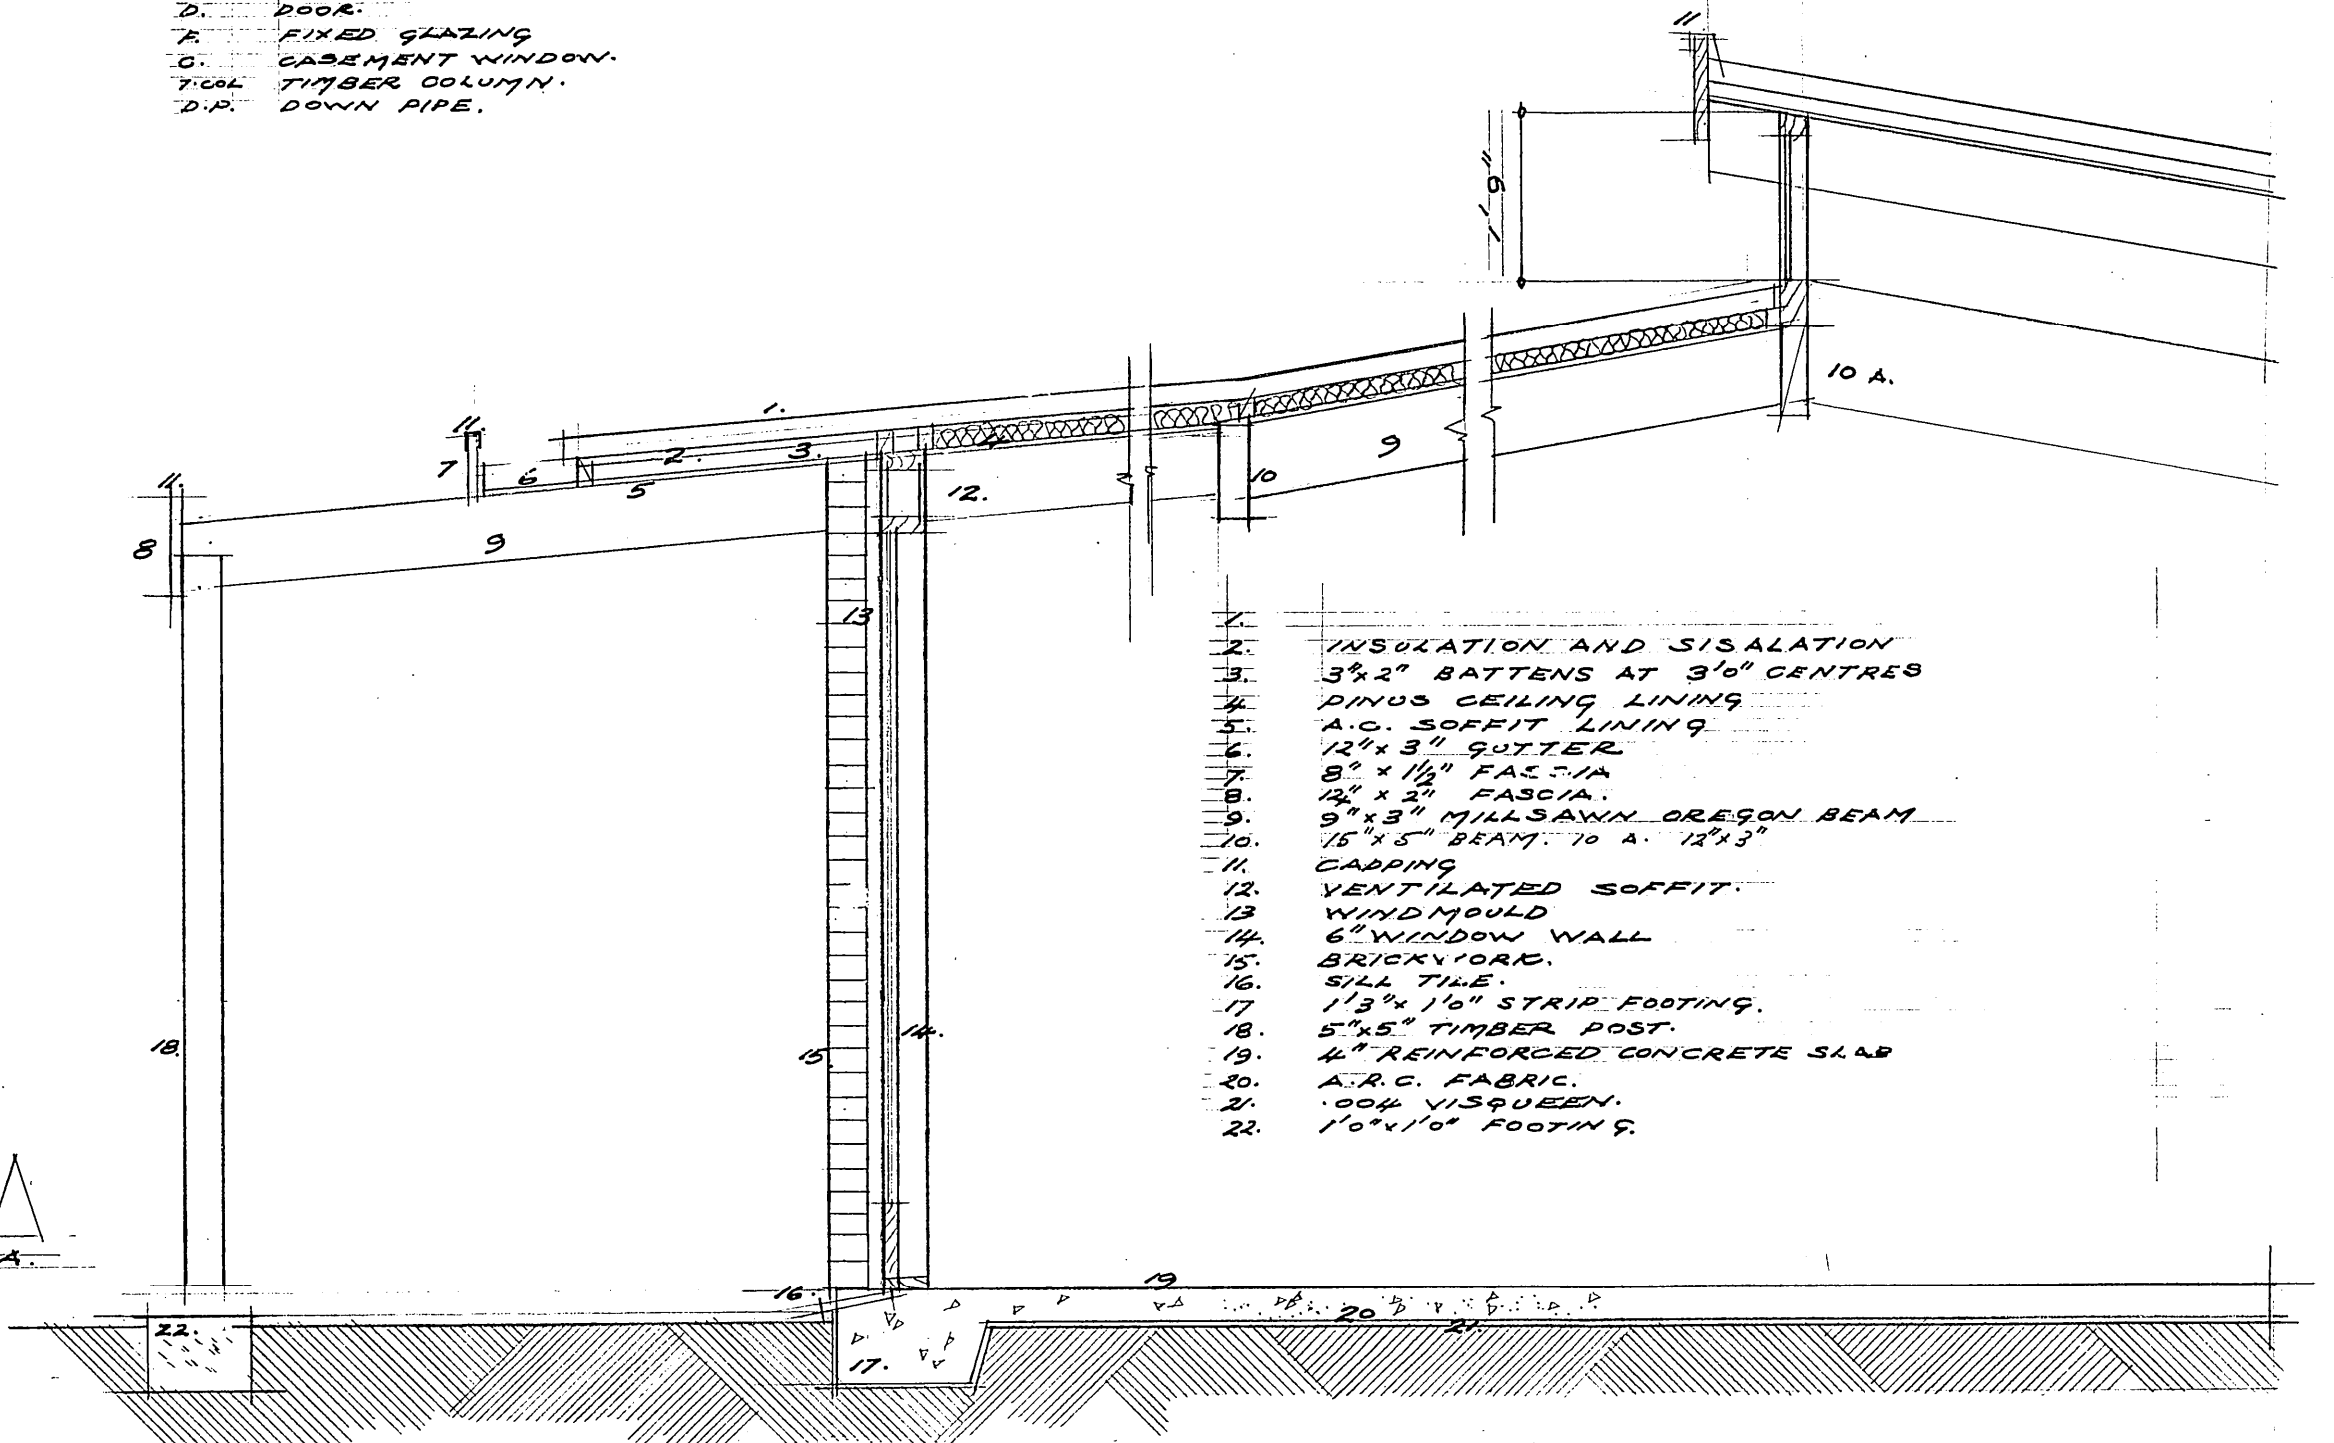 D. DOOR.
F. FIXED GLAZING
C. CASEMENT WINDOW.
T.COL TIMBER COLUMN.
D.P. DOWN PIPE.
11
1'9"
10 A.
1.
11.
7
6
2.
3.
4
5
11.
12.
10
9
8
9
13
1.
2. INSULATION AND SISALATION
3. 3"x2" BATTENS AT 3'0" CENTRES
4 PINUS CEILING LINING
5. A.C. SOFFIT LINING
6. 12"x 3" GUTTER
7. 8" x 1½" FASCIA
8. 12" x 2" FASCIA.
9. 9"x3" MILLSAWN OREGON BEAM
10. 15"x5" BEAM. 10 A. 12"x3"
11. CAPPING
12. VENTILATED SOFFIT.
13 WINDMOULD
14. 6" WINDOW WALL
15. BRICKWORK.
16. SILL TILE.
17 1'3"x 1'0" STRIP FOOTING.
18. 5"x5" TIMBER POST.
19. 4" REINFORCED CONCRETE SLAB
20. A.R.C. FABRIC.
21. .004 VISQUEEN.
22. 1'0"x1'0" FOOTING.
18.
15
14.
A.
16.
19
20
21.
22.
17.